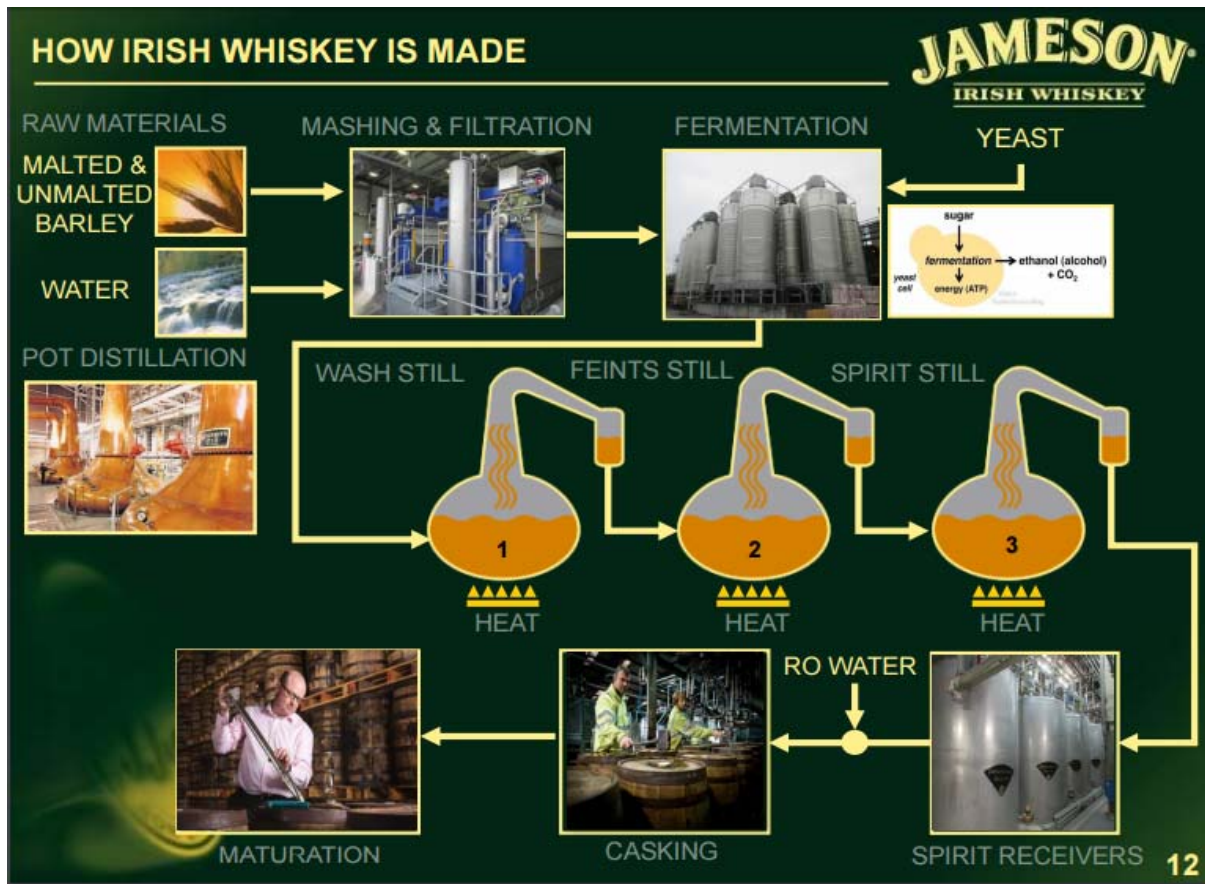 HOW IRISH WHISKEY IS MADE
JAMESON
IRISH WHISKEY
RAW MATERIALS
MALTED &
UNMALTED
BARLEY
WATER
MASHING & FILTRATION
FERMENTATION
YEAST
sugar
fermentation
ethanol (alcohol)
+ CO2
yeast
cell
energy (ATP)
POT DISTILLATION
WASH STILL
FEINTS STILL
SPIRIT STILL
1
2
3
HEAT
HEAT
HEAT
RO WATER
MATURATION
CASKING
SPIRIT RECEIVERS
12